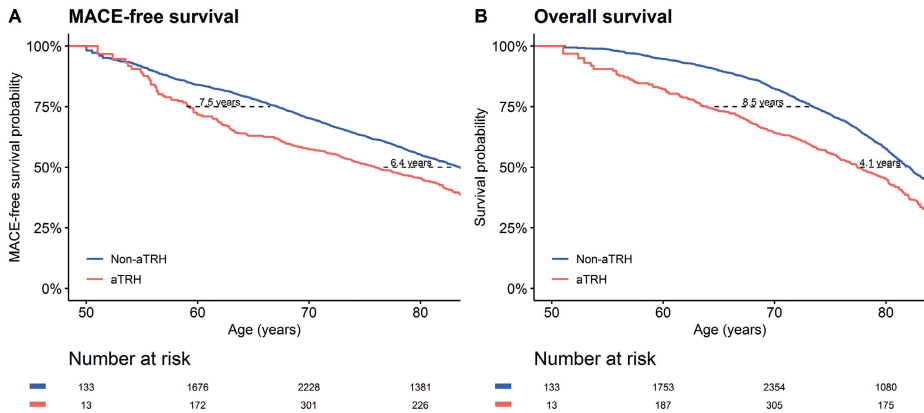 A MACE-free survival
MACE-free survival probability
100%
75%
50%
25%
0%
7.5 years
6.4 years
Non-aTRH
aTRH
50 60 70 80
Age (years)
Number at risk
133 1676 2228 1381
13 172 301 226
B Overall survival
Survival probability
100%
75%
50%
25%
0%
8.5 years
4.1 years
Non-aTRH
aTRH
50 60 70 80
Age (years)
Number at risk
133 1753 2354 1080
13 187 305 175